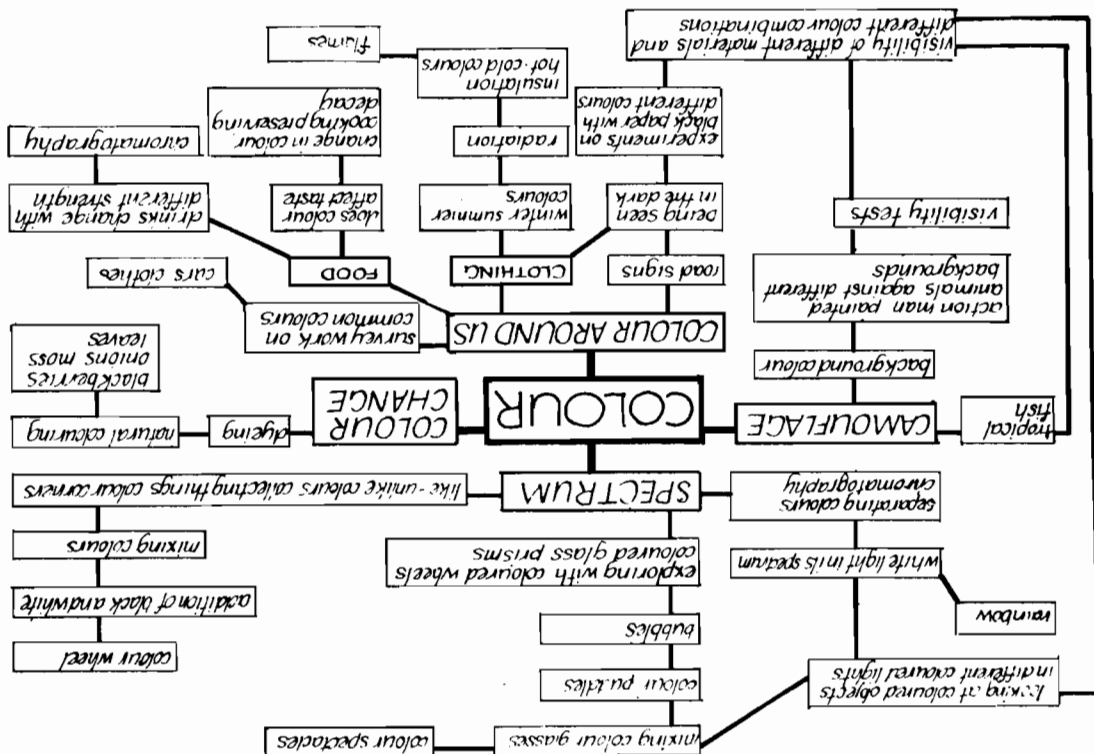 mixing colour glasses
colour spectacles
looking at coloured objects
in different coloured lights
colour puddles
colour wheel
rainbow
bubbles
addition of black and white
white light in its spectrum
exploring with coloured wheels
coloured glass prisms
mixing colours
separating colours
chromatography
SPECTRUM
like-unlike colours collecting things colour corners
tropical
fish
CAMOUFLAGE
COLOUR
COLOUR
CHANGE
dyeing
natural colouring
background colour
blackberries
onions moss
leaves
COLOUR AROUND US
survey work on
common colours
cars clothes
action man painted
animals against different
backgrounds
road signs
CLOTHING
FOOD
visibility tests
being seen
in the dark
winter summer
colours
does colour
affect taste
drinks change with
different strength
experiments on
black paper with
different colours
radiation
change in colour
cooking preserving
decay
chromatography
insulation
hot-cold colours
flames
visibility of different materials and
different colour combinations